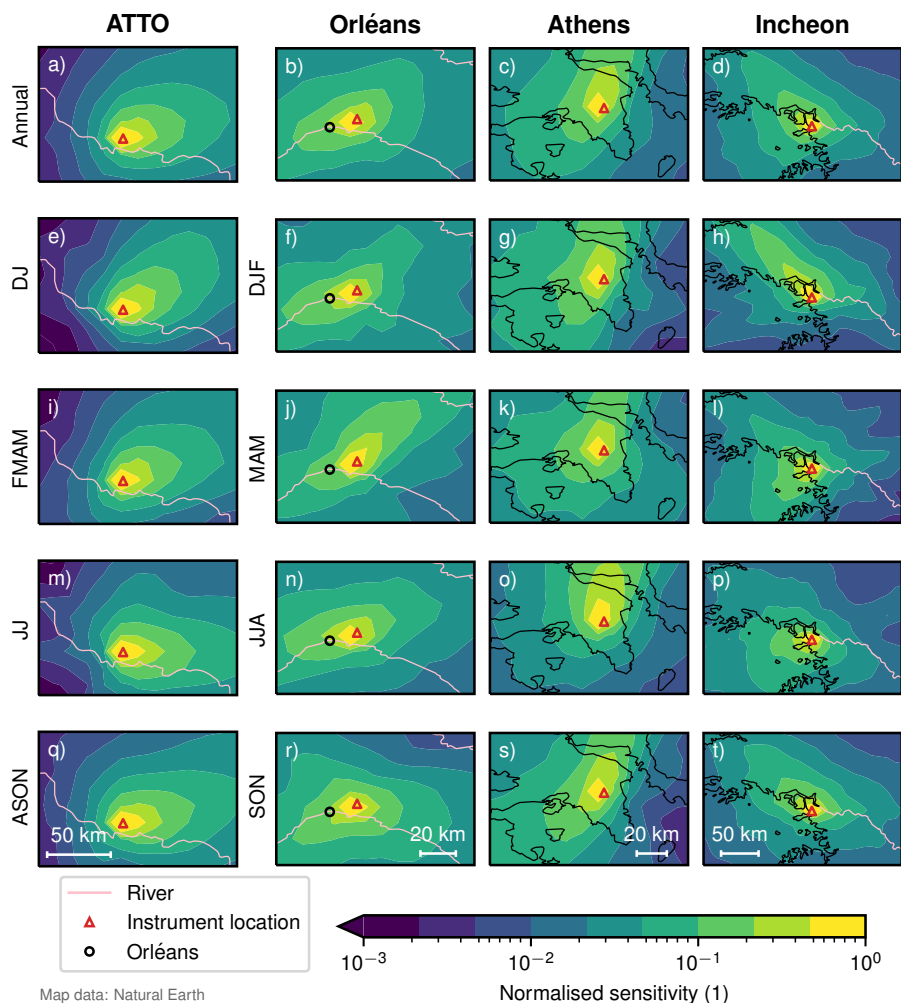 ATTO Orléans Athens Incheon
Annual
a) b) c) d)
DJ DJF
e) f) g) h)
FMAM MAM
i) j) k) l)
JJ JJA
m) n) o) p)
ASON SON
q) r) s) t)
50 km 20 km 20 km 50 km
River
Instrument location
Orléans
10⁻³ 10⁻² 10⁻¹ 10⁰
Normalised sensitivity (1)
Map data: Natural Earth